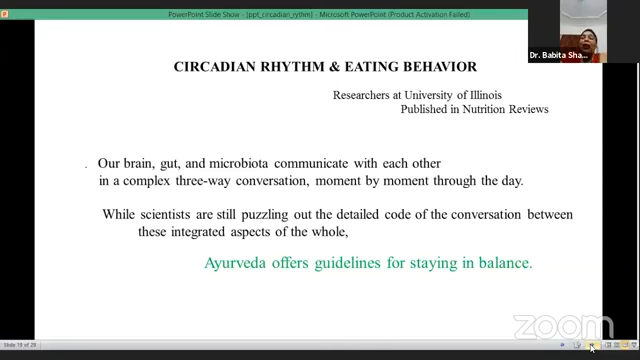 PowerPoint Slide Show - [ppt_circadian_rythm] - Microsoft PowerPoint (Product Activation Failed)
Dr. Babita Sha...
CIRCADIAN RHYTHM & EATING BEHAVIOR
Researchers at University of Illinois
Published in Nutrition Reviews
. Our brain, gut, and microbiota communicate with each other
in a complex three-way conversation, moment by moment through the day.
While scientists are still puzzling out the detailed code of the conversation between
these integrated aspects of the whole,
Ayurveda offers guidelines for staying in balance.
zoom
Slide 19 of 29